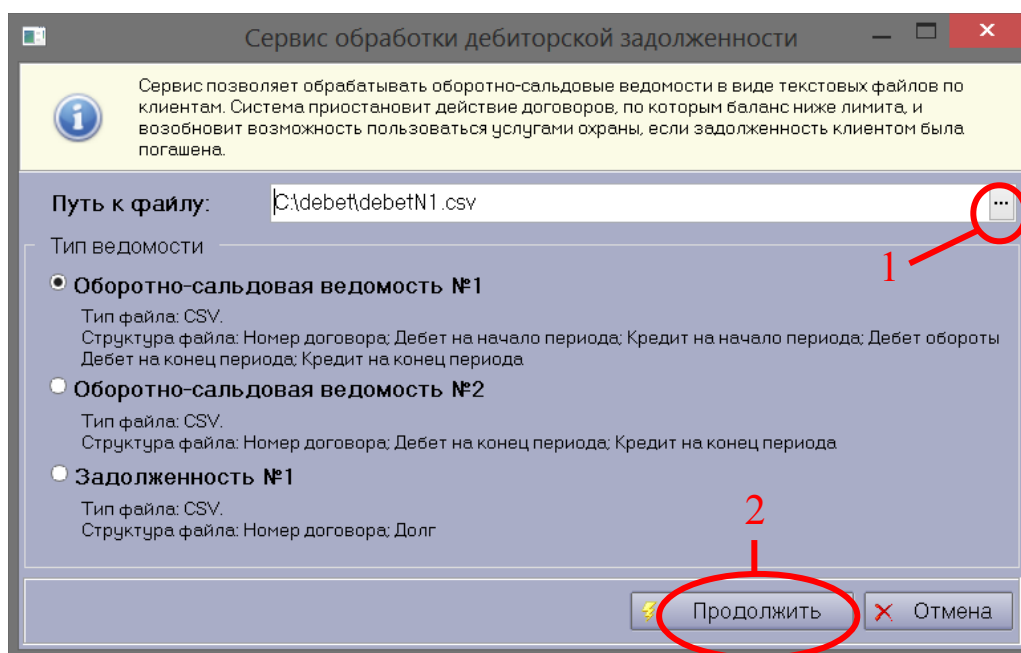 Сервис обработки дебиторской задолженности
Сервис позволяет обрабатывать оборотно-сальдовые ведомости в виде текстовых файлов по
клиентам. Система приостановит действие договоров, по которым баланс ниже лимита, и
возобновит возможность пользоваться услугами охраны, если задолженность клиентом была
погашена.
Путь к файлу: C:\debet\debetN1.csv ...
1
Тип ведомости
Оборотно-сальдовая ведомость №1
Тип файла: CSV.
Структура файла: Номер договора; Дебет на начало периода; Кредит на начало периода; Дебет обороты
Дебет на конец периода; Кредит на конец периода
Оборотно-сальдовая ведомость №2
Тип файла: CSV.
Структура файла: Номер договора; Дебет на конец периода; Кредит на конец периода
Задолженность №1
Тип файла: CSV.
Структура файла: Номер договора; Долг
2
Продолжить Отмена